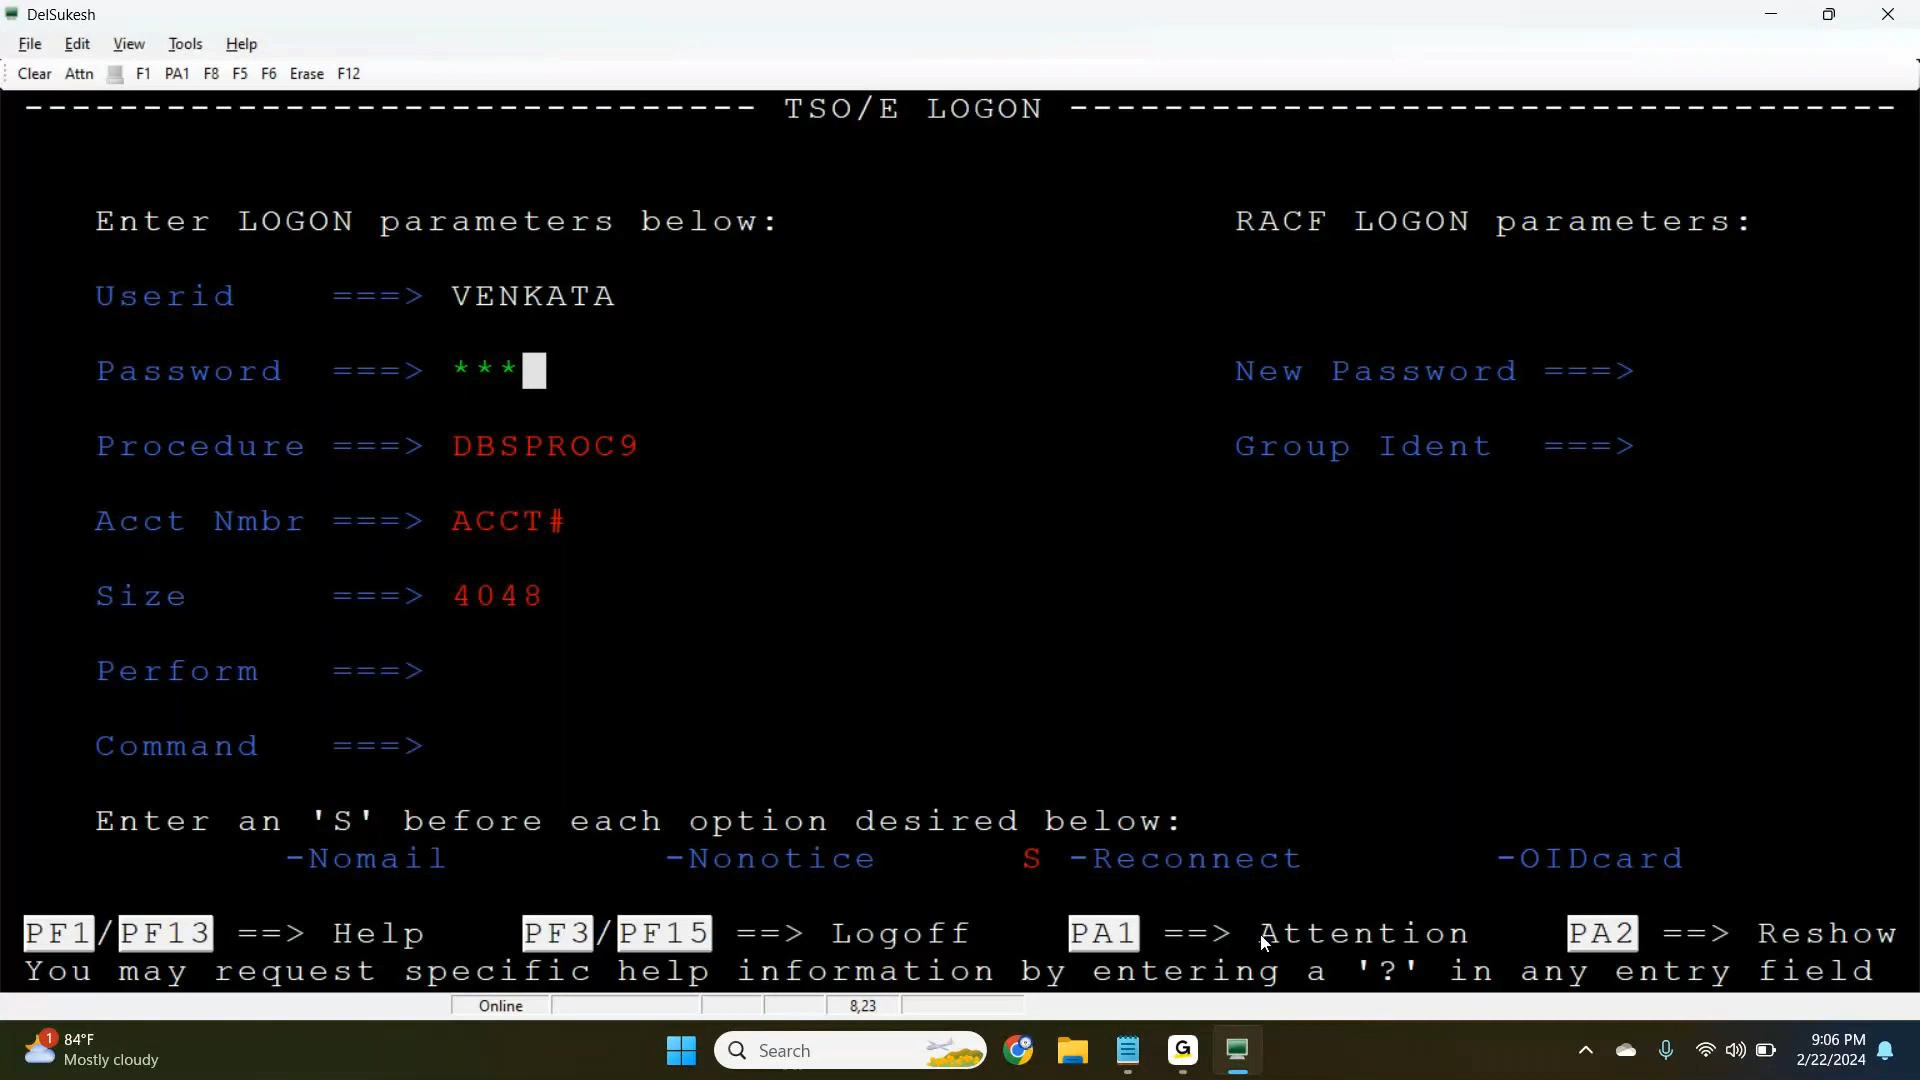 DelSukesh
File Edit View Tools Help
Clear Attn F1 PA1 F8 F5 F6 Erase F12
------------------------------- TSO/E LOGON -----------------------------------
Enter LOGON parameters below: RACF LOGON parameters:
Userid ===> VENKATA
Password ===> *** New Password ===>
Procedure ===> DBSPROC9 Group Ident ===>
Acct Nmbr ===> ACCT#
Size ===> 4048
Perform ===>
Command ===>
Enter an 'S' before each option desired below:
-Nomail -Nonotice S -Reconnect -OIDcard
PF1/PF13 ==> Help PF3/PF15 ==> Logoff PA1 ==> Attention PA2 ==> Reshow
You may request specific help information by entering a '?' in any entry field
Online 8,23
1 84°F
Mostly cloudy
Search
G
9:06 PM
2/22/2024